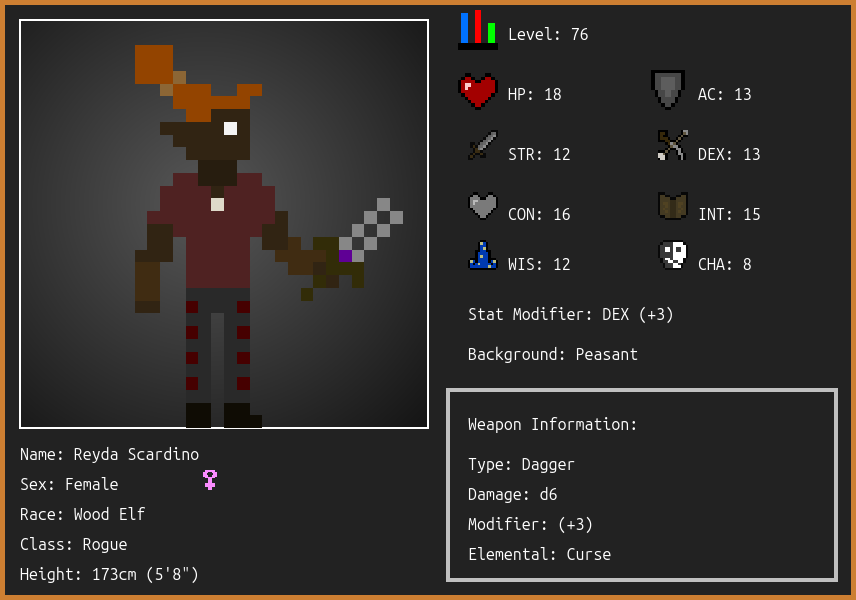 Level: 76
HP: 18
AC: 13
STR: 12
DEX: 13
CON: 16
INT: 15
WIS: 12
CHA: 8
Stat Modifier: DEX (+3)
Background: Peasant
Weapon Information:
Type: Dagger
Damage: d6
Modifier: (+3)
Elemental: Curse
Name: Reyda Scardino
Sex: Female
Race: Wood Elf
Class: Rogue
Height: 173cm (5'8")